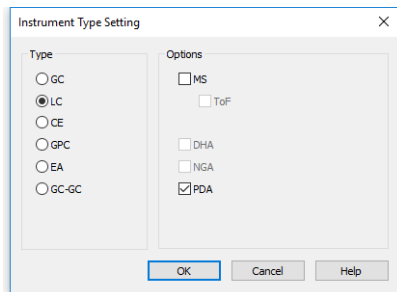 Instrument Type Setting
Type
GC
LC
CE
GPC
EA
GC-GC
Options
MS
ToF
DHA
NGA
PDA
OK
Cancel
Help